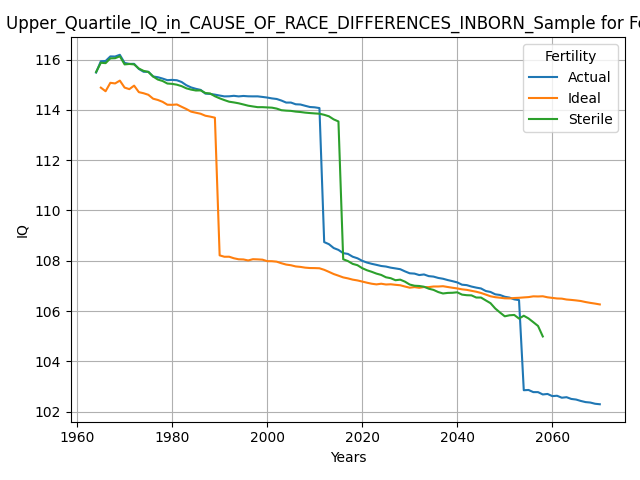 Upper_Quartile_IQ_in_CAUSE_OF_RACE_DIFFERENCES_INBORN_Sample for
116
114
112
110
108
106
104
102
IQ
1960
1980
2000
2020
2040
2060
Years
Fertility
Actual
Ideal
Sterile